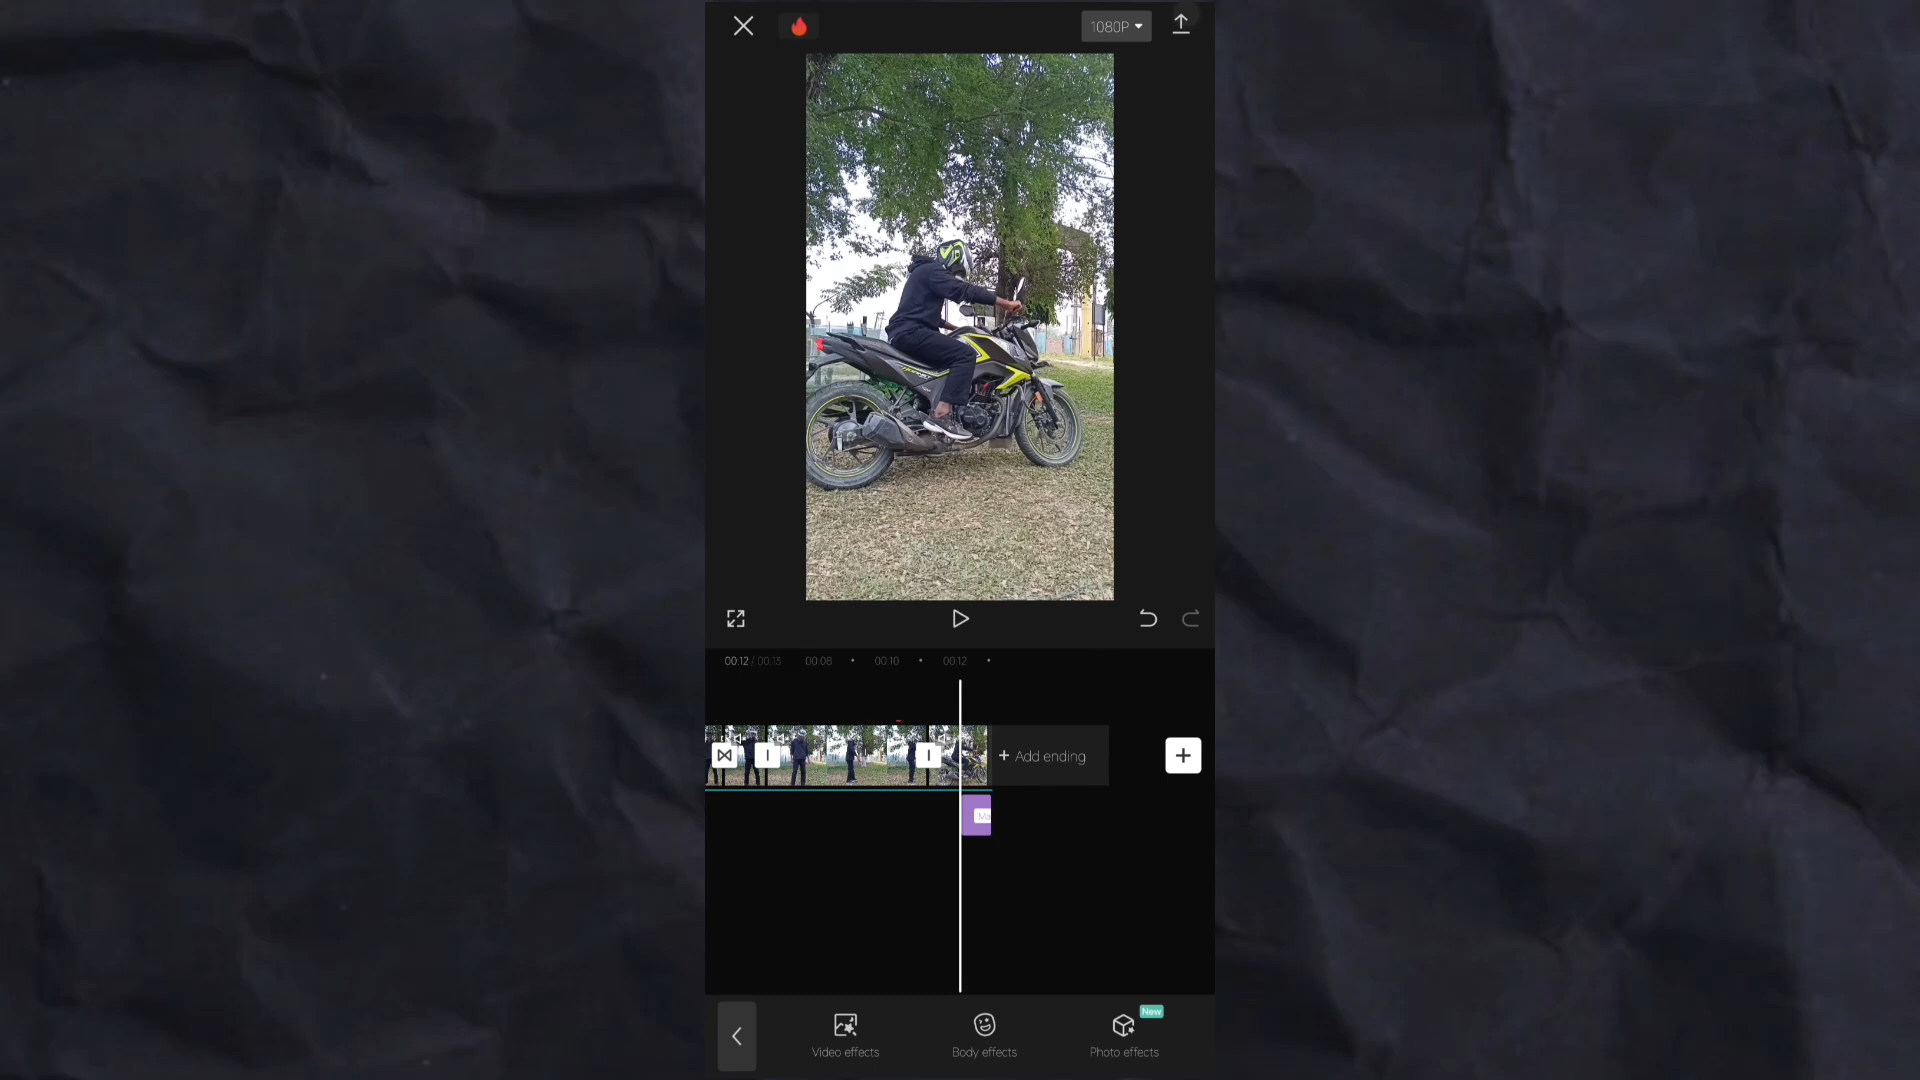 1080P
00:12 / 00:13 00:08 00:10 00:12
+ Add ending
Ma
Video effects
Body effects
Photo effects
New